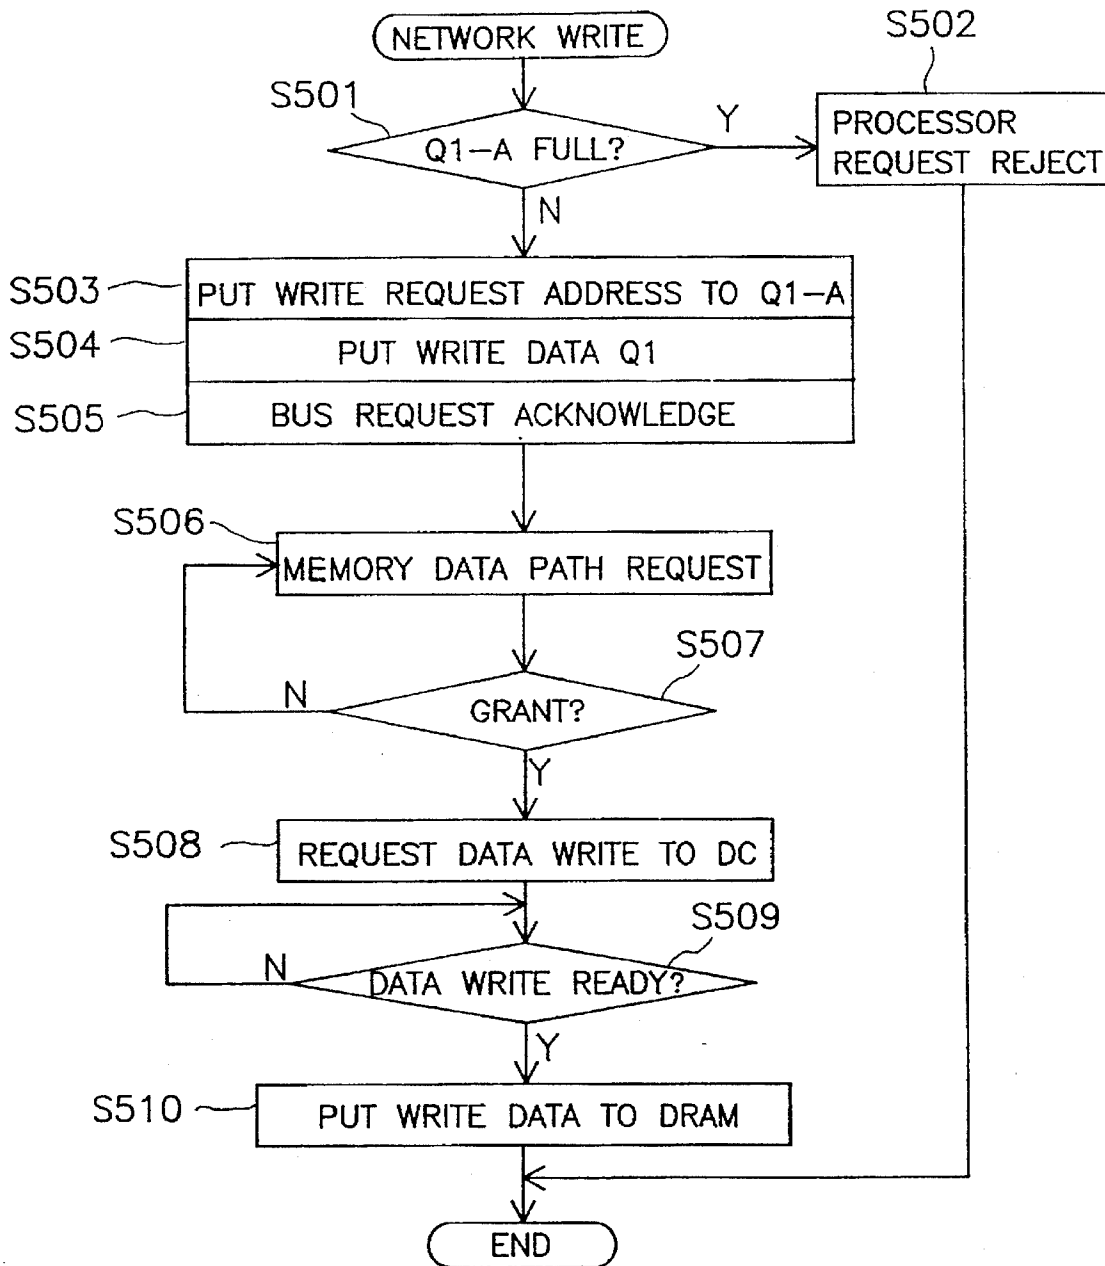 NETWORK WRITE
S501
Q1-A FULL?
Y
S502
PROCESSOR
REQUEST REJECT
N
S503
PUT WRITE REQUEST ADDRESS TO Q1-A
S504
PUT WRITE DATA Q1
S505
BUS REQUEST ACKNOWLEDGE
S506
MEMORY DATA PATH REQUEST
S507
GRANT?
N
Y
S508
REQUEST DATA WRITE TO DC
S509
DATA WRITE READY?
N
Y
S510
PUT WRITE DATA TO DRAM
END